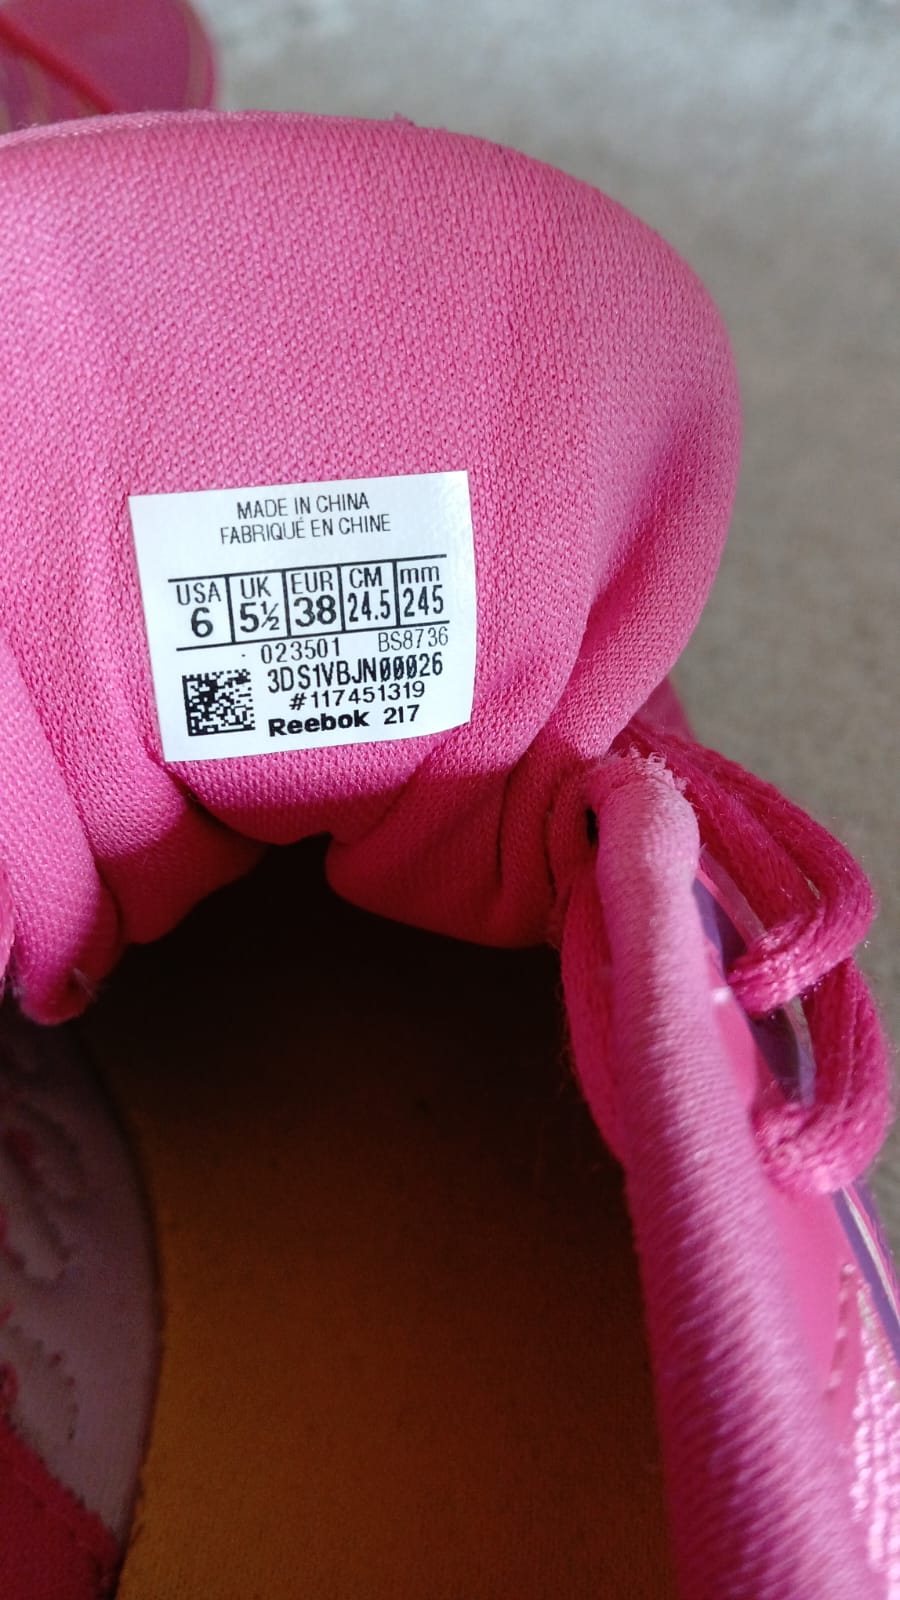 MADE IN CHINA
FABRIQUÉ EN CHINE
USA UK EUR CM mm
6 5½ 38 24.5 245
023501 BS8736
3DS1VBJN00026
#117451319
Reebok 217